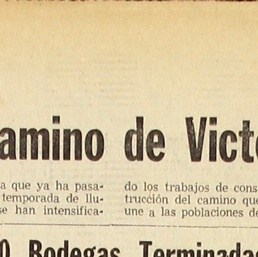 amino de Vict
a que ya ha pasa-
temporada de llu-
se han intensifica-
do los trabajos de cons
trucción del camino que
une a las poblaciones de
0 Bodegas Terminadas